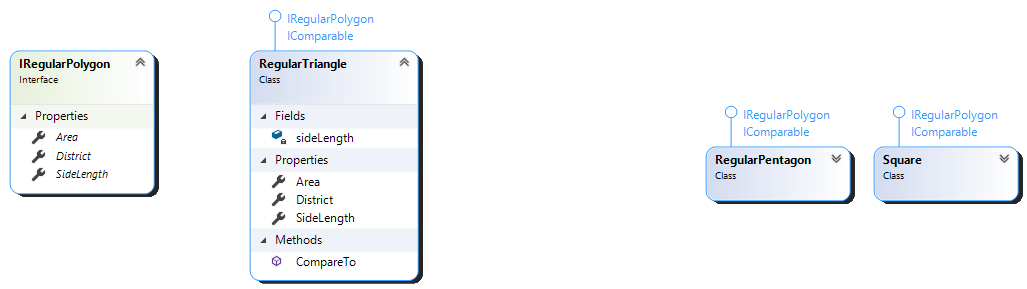 IRegularPolygon
Interface
Properties
Area
District
SideLength
IRegularPolygon
IComparable
RegularTriangle
Class
Fields
sideLength
Properties
Area
District
SideLength
Methods
CompareTo
IRegularPolygon
IComparable
RegularPentagon
Class
IRegularPolygon
IComparable
Square
Class